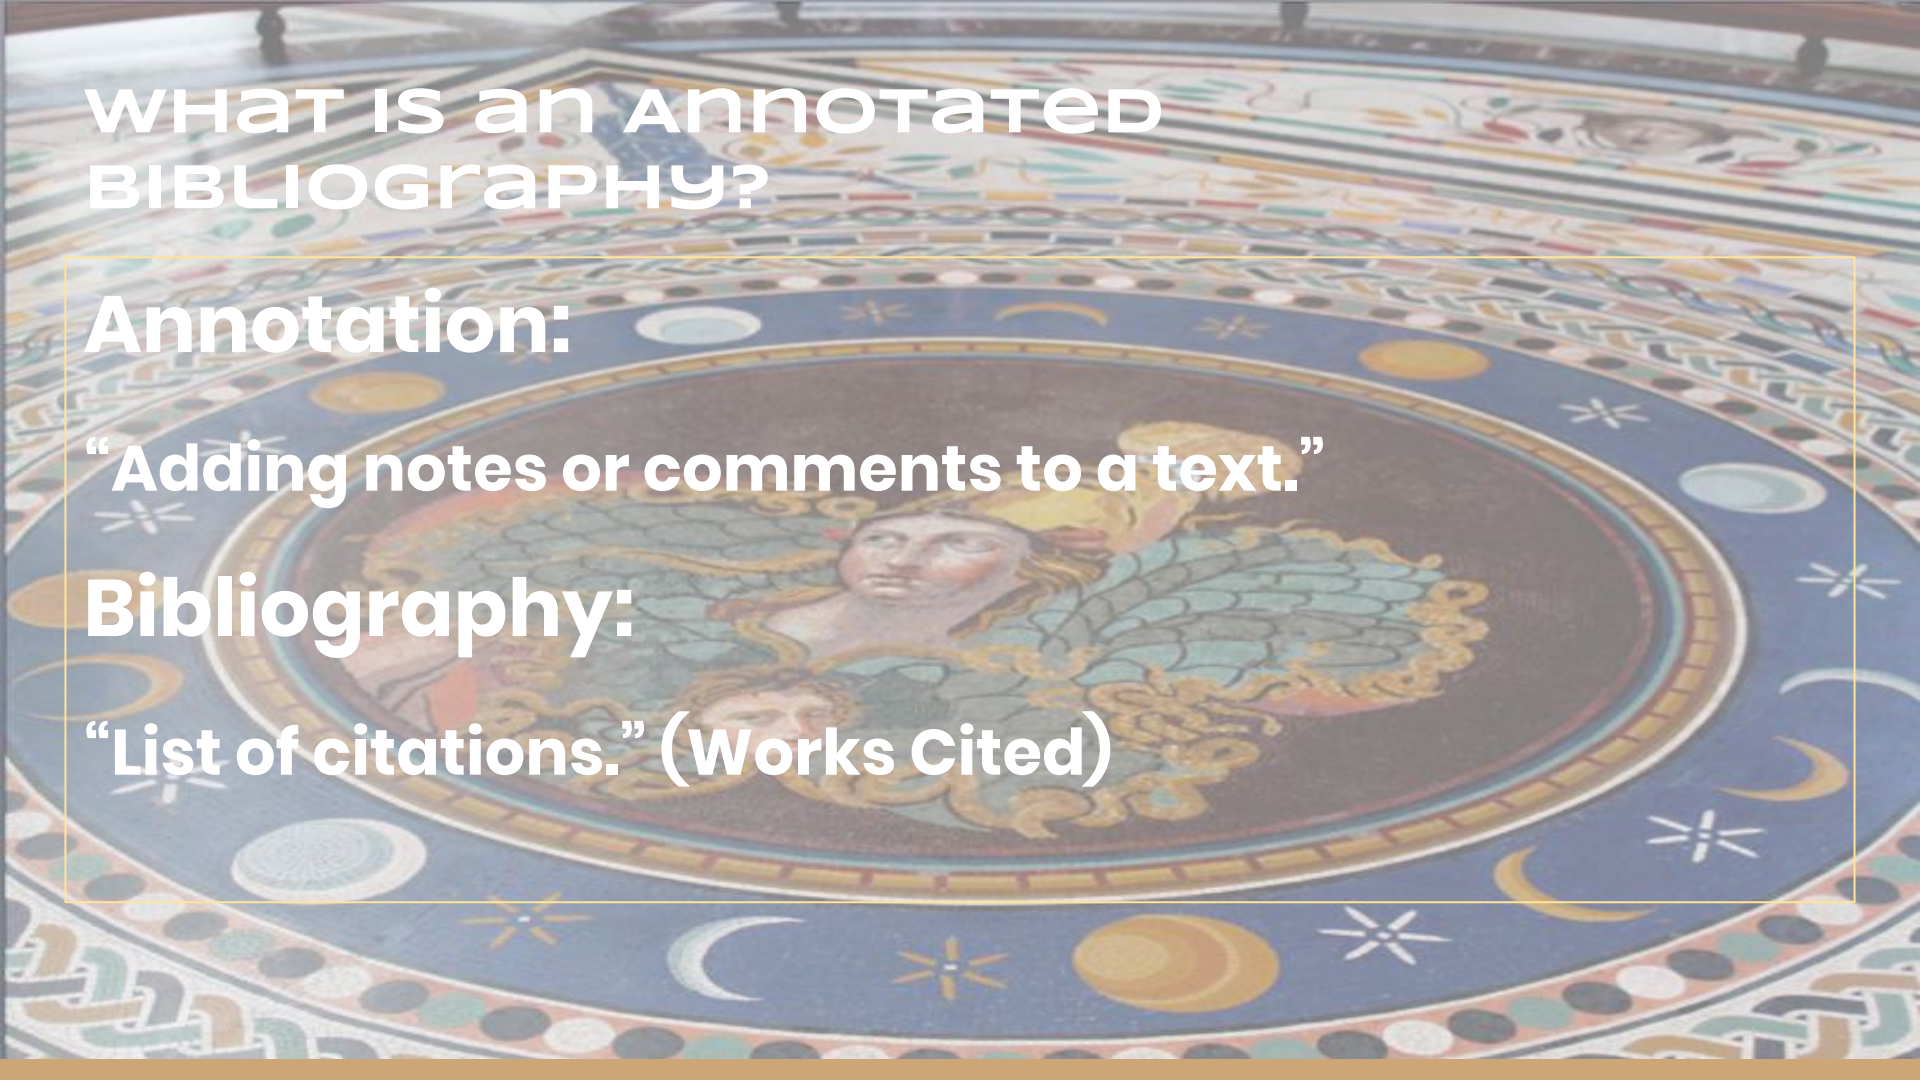 What is an Annotated
Bibliography?
Annotation:
“Adding notes or comments to a text.”
Bibliography:
“List of citations.” (Works Cited)